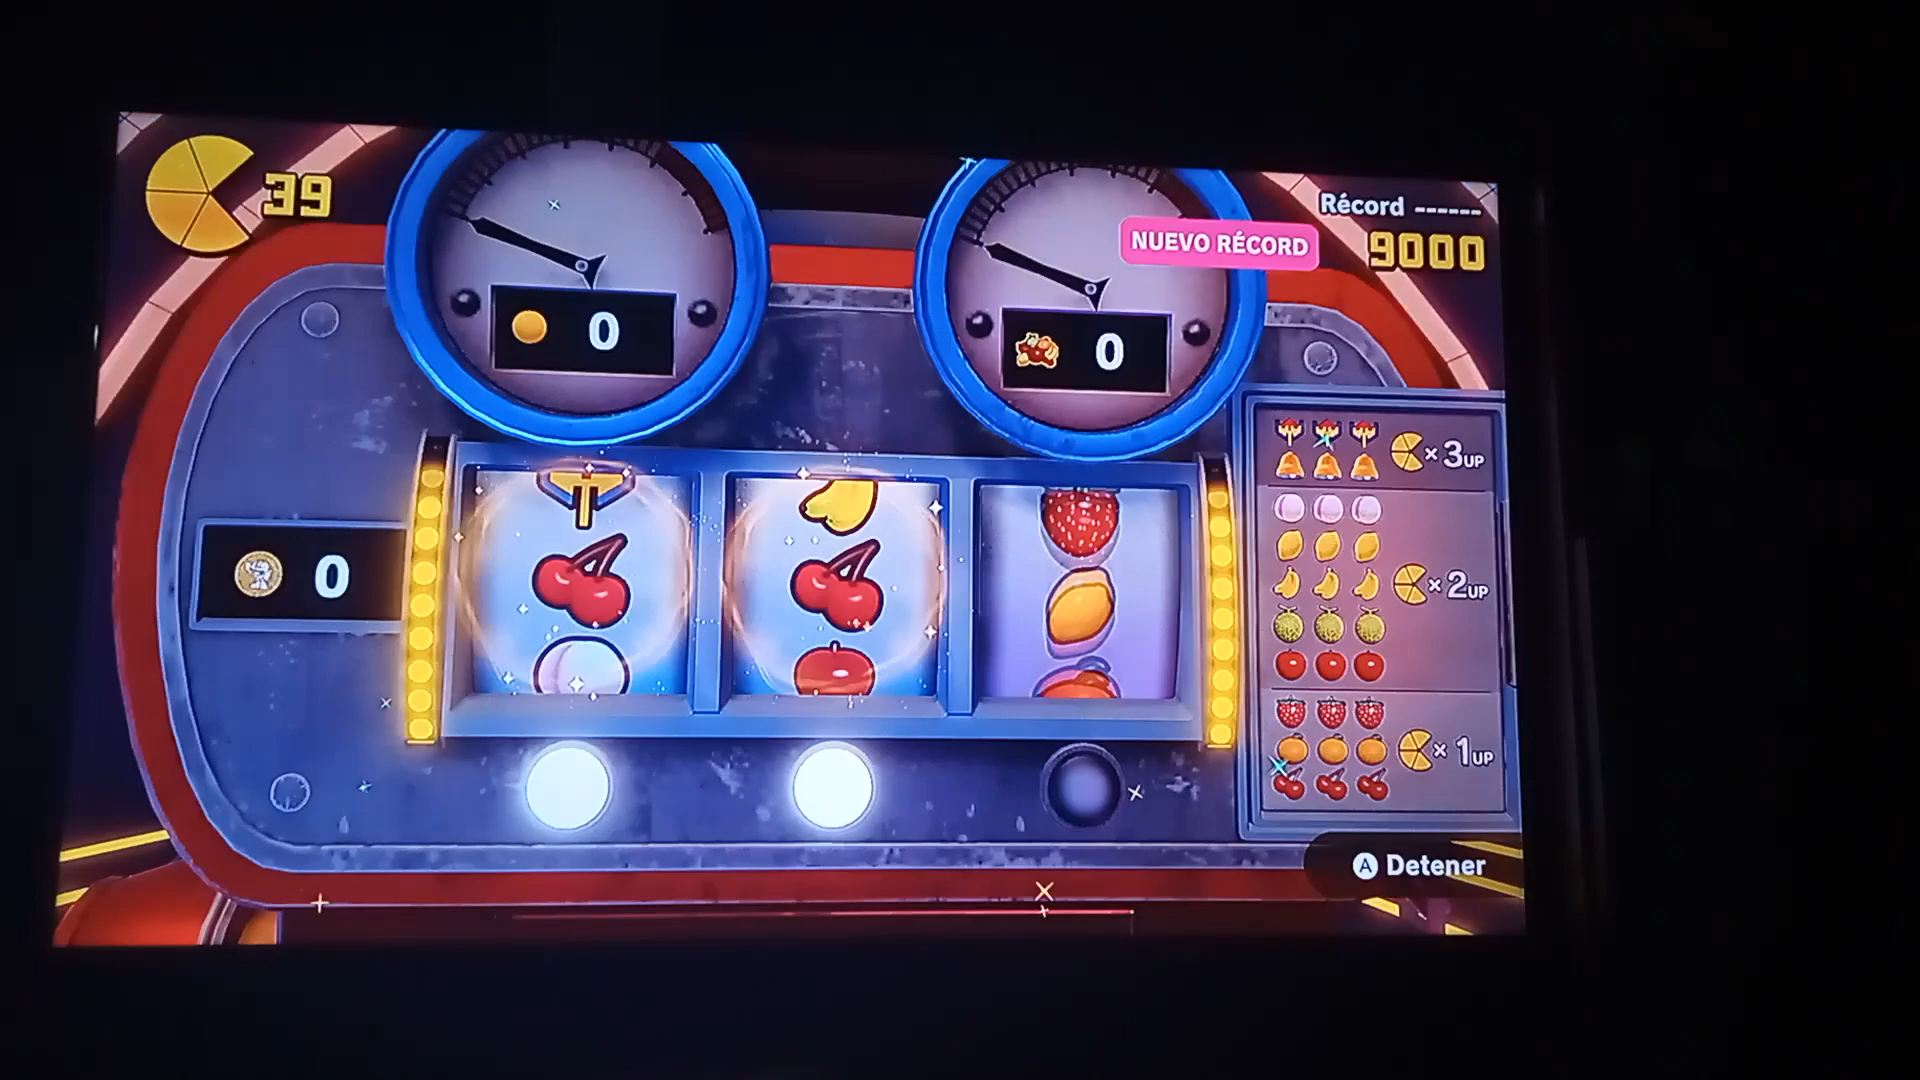 39
Récord ------
NUEVO RÉCORD
9000
0
0
0
× 3UP
× 2UP
× 1UP
A Detener